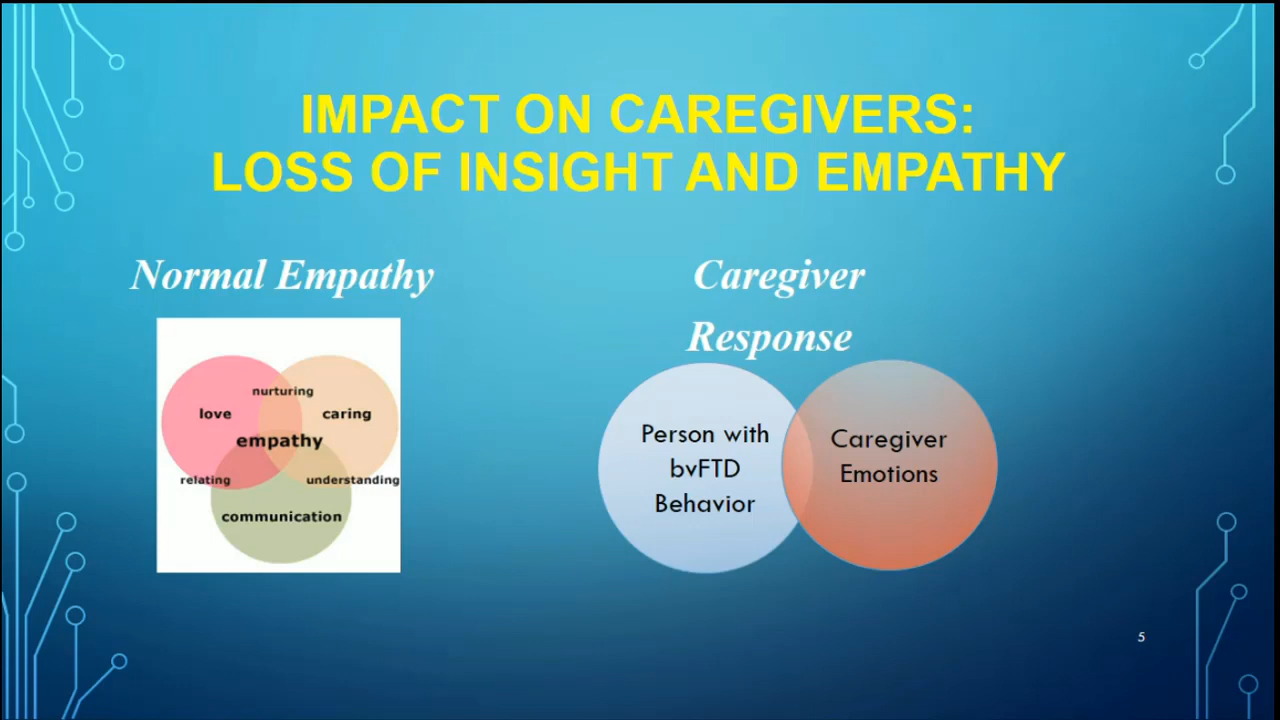 IMPACT ON CAREGIVERS:
LOSS OF INSIGHT AND EMPATHY
Normal Empathy
nurturing
love
caring
empathy
relating
understanding
communication
Caregiver
Response
Person with
bvFTD
Behavior
Caregiver
Emotions
5